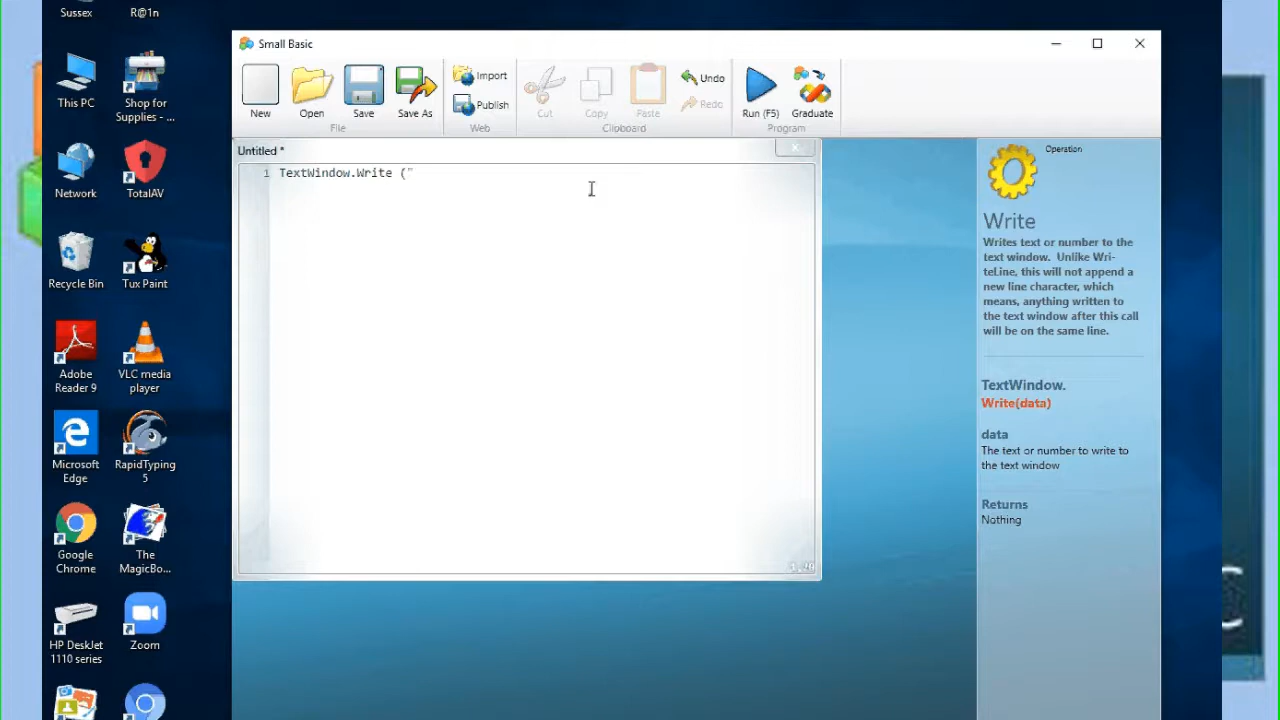 Sussex
R@1n
This PC
Shop for
Supplies - ...
Network
TotalAV
Recycle Bin
Tux Paint
Adobe
Reader 9
VLC media
player
Microsoft
Edge
RapidTyping
5
Google
Chrome
The
MagicBo...
HP DeskJet
1110 series
Zoom
Small Basic
New
Open
Save
Save As
File
Import
Publish
Web
Cut
Copy
Paste
Undo
Redo
Clipboard
Run (F5)
Graduate
Program
Untitled *
1 TextWindow.Write ("
Operation
Write
Writes text or number to the
text window. Unlike Wri-
teLine, this will not append a
new line character, which
means, anything written to
the text window after this call
will be on the same line.
TextWindow.
Write(data)
data
The text or number to write to
the text window
Returns
Nothing